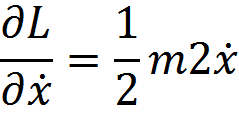 ∂L/∂ẋ = 1/2 m2ẋ